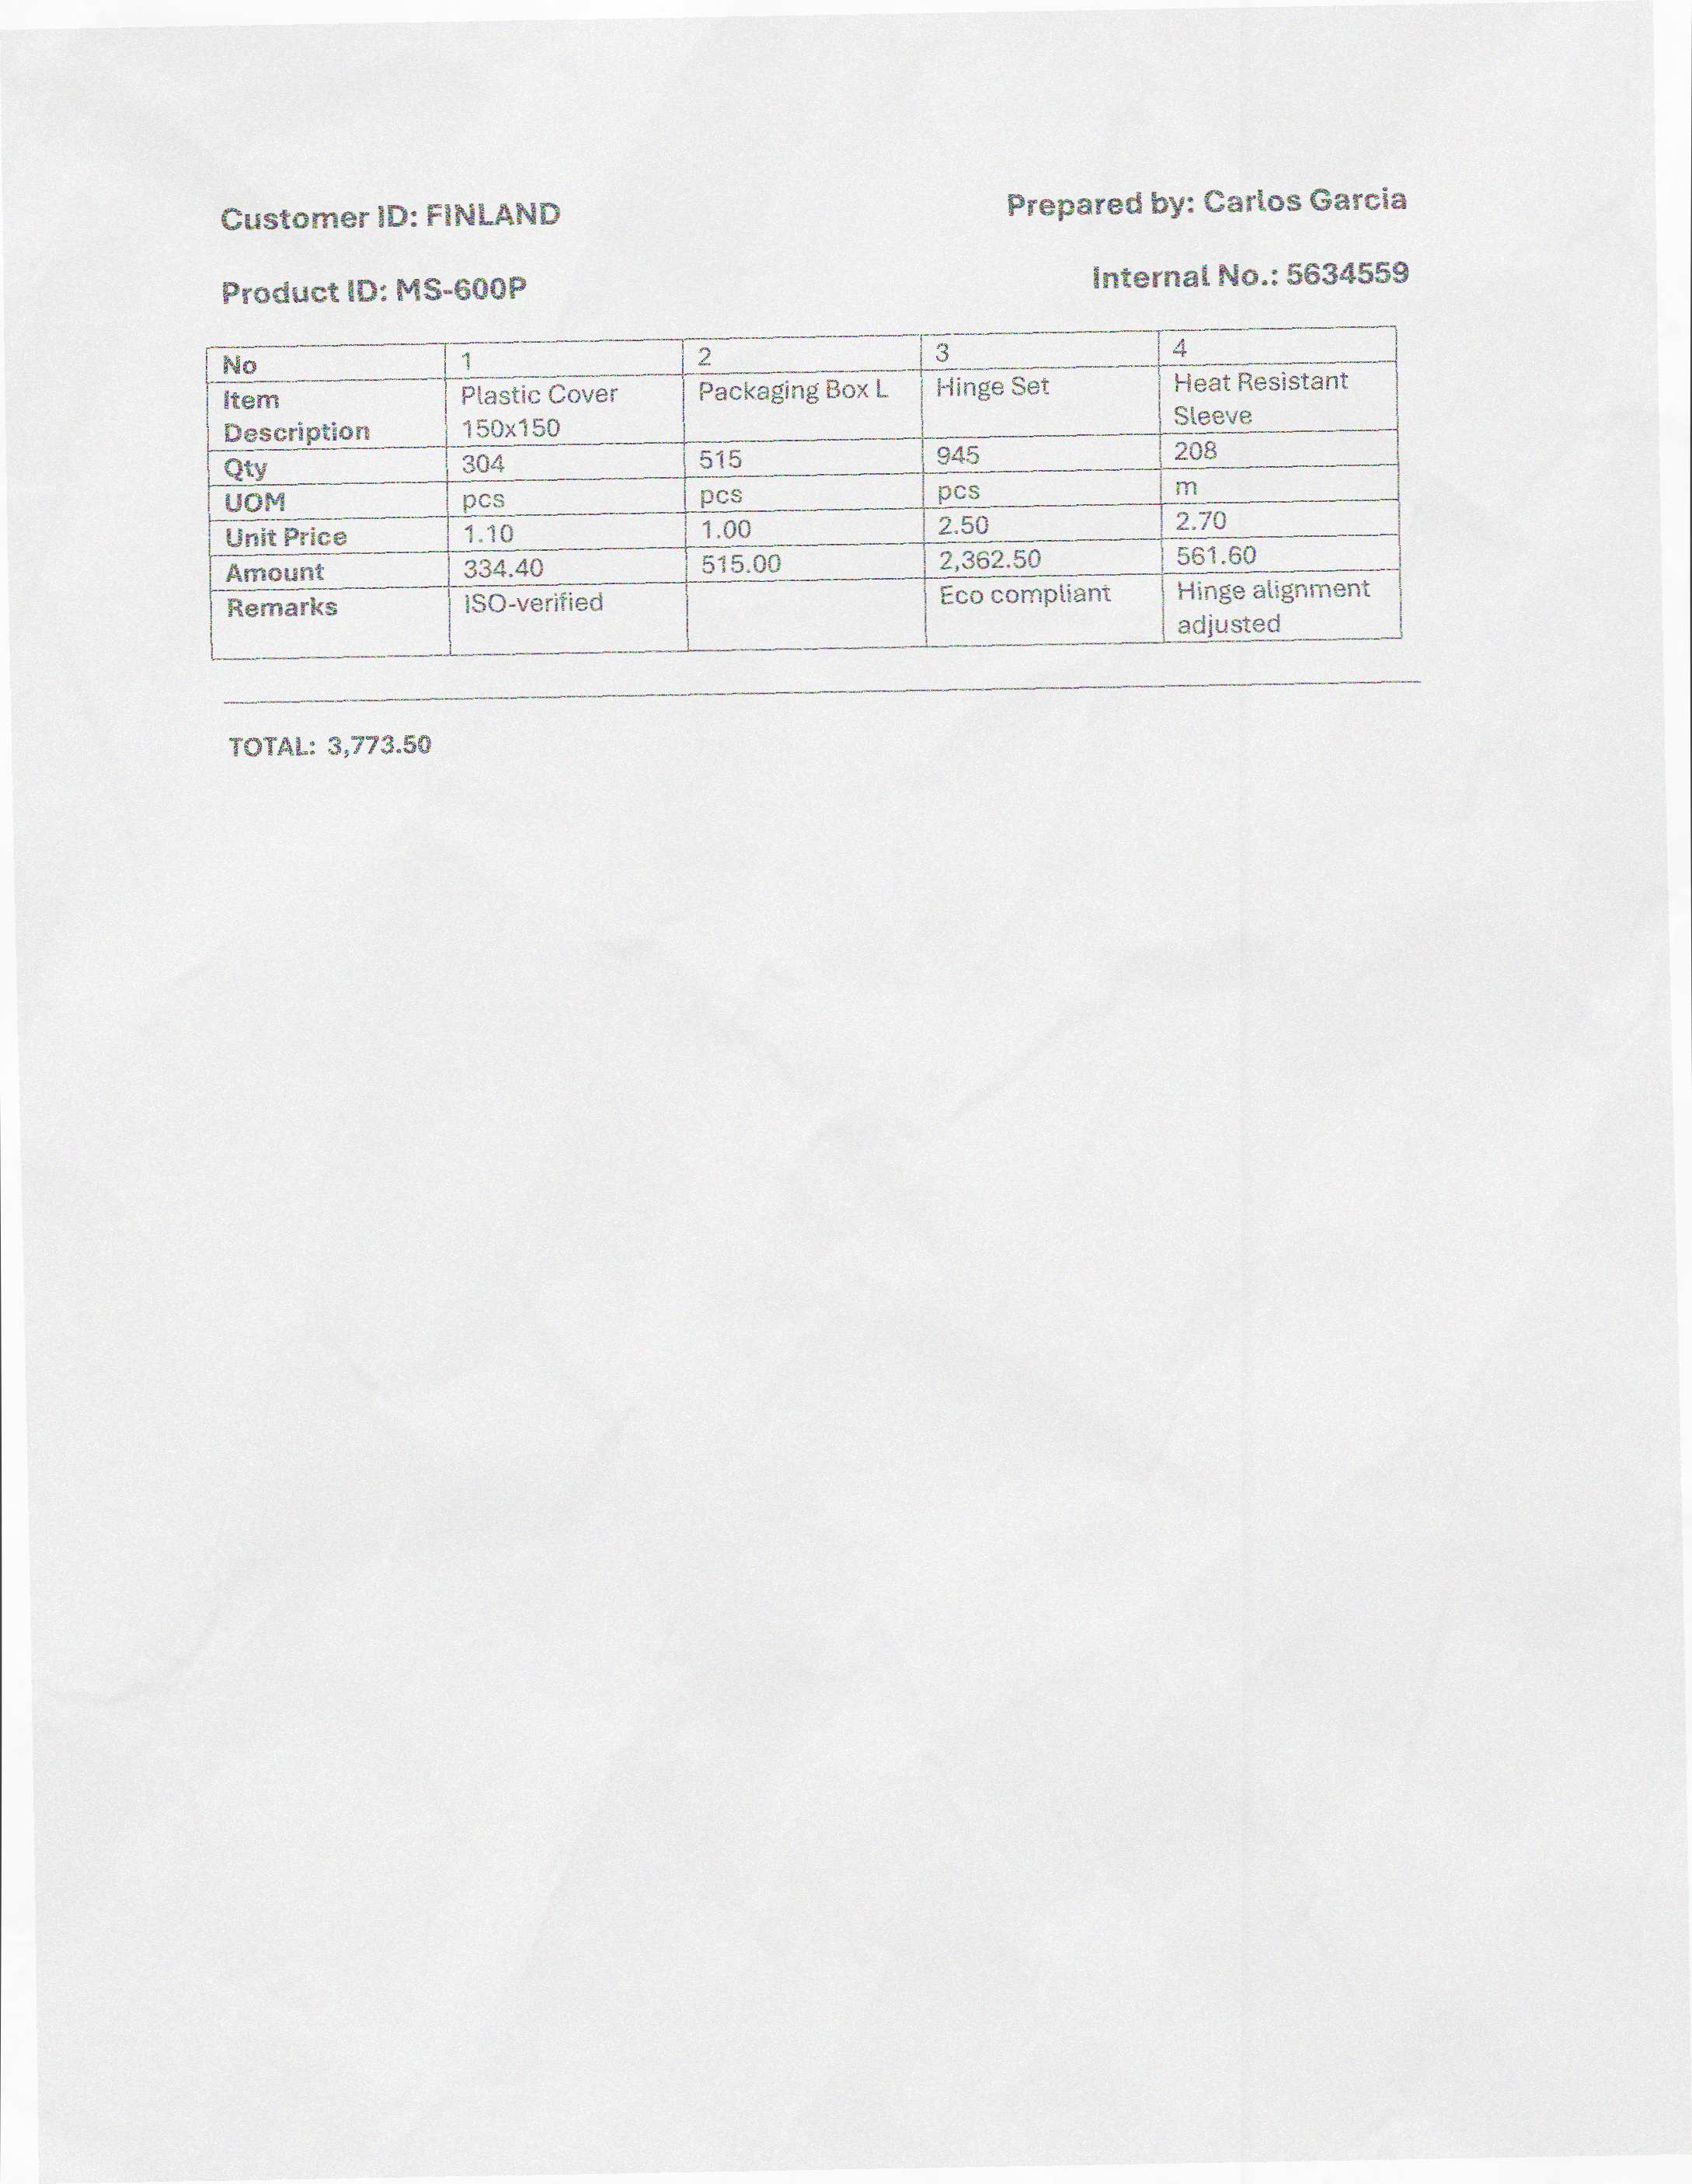 Customer ID: FINLAND Prepared by: Carlos Garcia
Product ID: MS-600P Internal No.: 5634559
No 1 2 3 4
Item Plastic Cover Packaging Box L Hinge Set Heat Resistant
Description 150x150 Sleeve
Qty 304 515 945 208
UOM pcs pcs pcs m
Unit Price 1.10 1.00 2.50 2.70
Amount 334.40 515.00 2,362.50 561.60
Remarks ISO-verified Eco compliant Hinge alignment
adjusted
TOTAL: 3,773.50